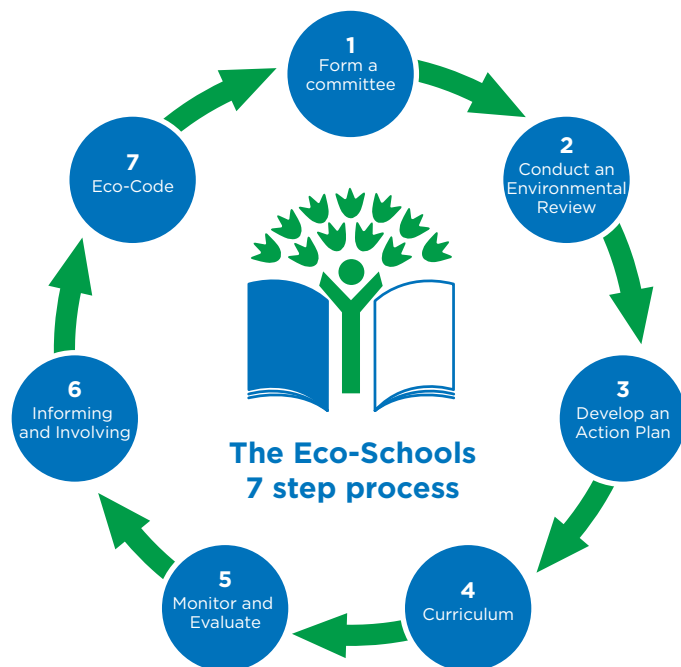 1
Form a
committee
2
Conduct an
Environmental
Review
3
Develop an
Action Plan
4
Curriculum
5
Monitor and
Evaluate
6
Informing
and Involving
7
Eco-Code
The Eco-Schools
7 step process